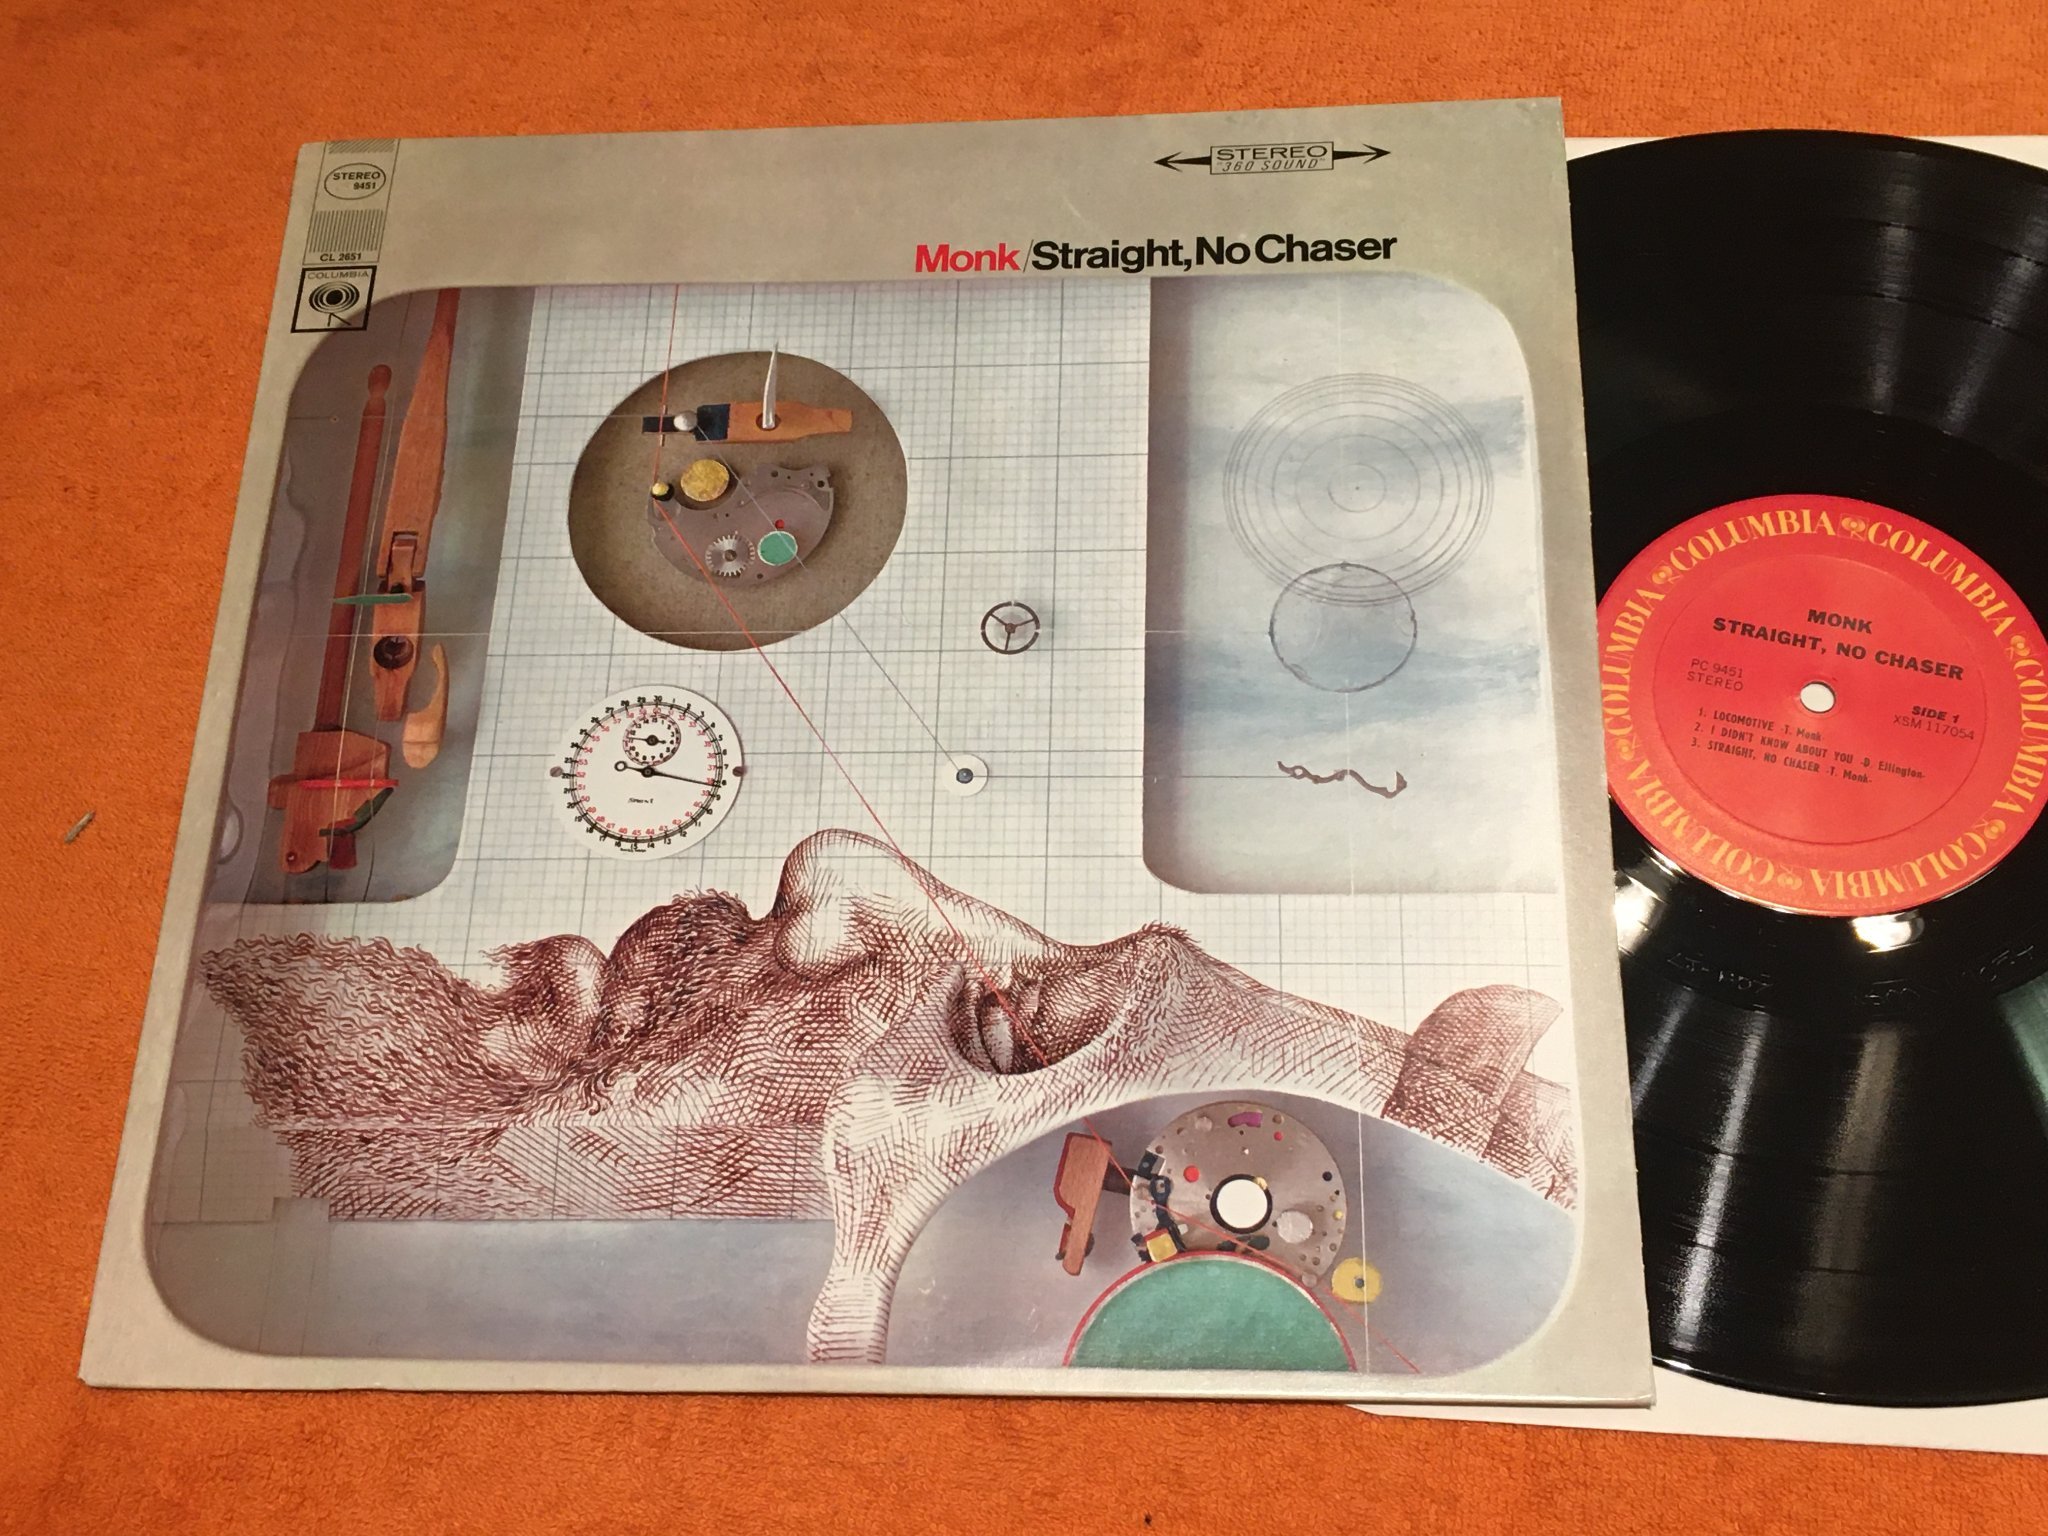 STEREO
9451
CL 2651
COLUMBIA
STEREO
"360 SOUND"
Monk/Straight, No Chaser
COLUMBIA COLUMBIA COLUMBIA COLUMBIA COLUMBIA COLUMBIA
MONK
STRAIGHT, NO CHASER
PC 9451
STEREO
SIDE 1
XSM 117054
1. LOCOMOTIVE -T. Monk-
2. I DIDN'T KNOW ABOUT YOU -D. Ellington-
3. STRAIGHT, NO CHASER -T. Monk-